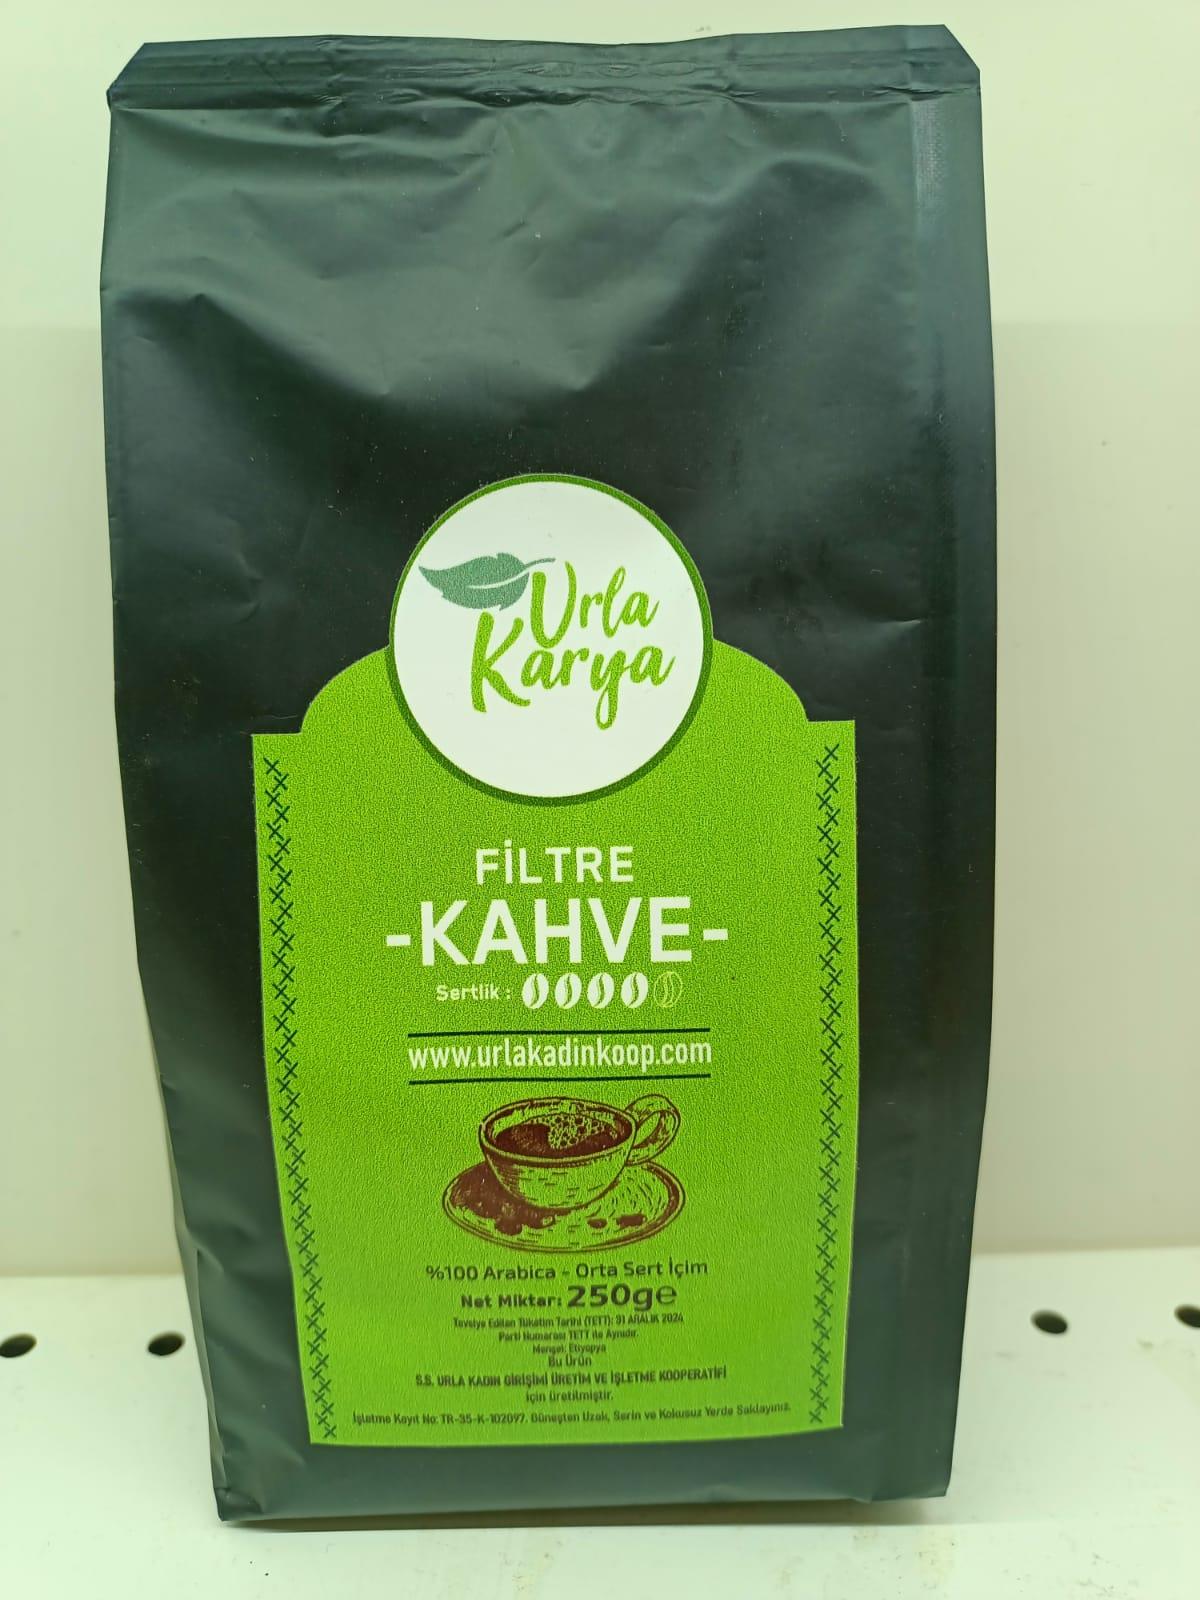 Urla
Karya
FİLTRE
-KAHVE-
Sertlik :
www.urlakadinkoop.com
%100 Arabica - Orta Sert İçim
Net Miktar: 250g℮
Tavsiye Edilen Tüketim Tarihi (TETT): 31 ARALIK 2024
Parti Numarası TETT ile Aynıdır.
Menşei: Etiyopya
Bu Ürün
S.S. URLA KADIN GİRİŞİMİ ÜRETİM VE İŞLETME KOOPERATİFİ
için üretilmiştir.
İşletme Kayıt No: TR-35-K-102097. Güneşten Uzak, Serin ve Kokusuz Yerde Saklayınız.